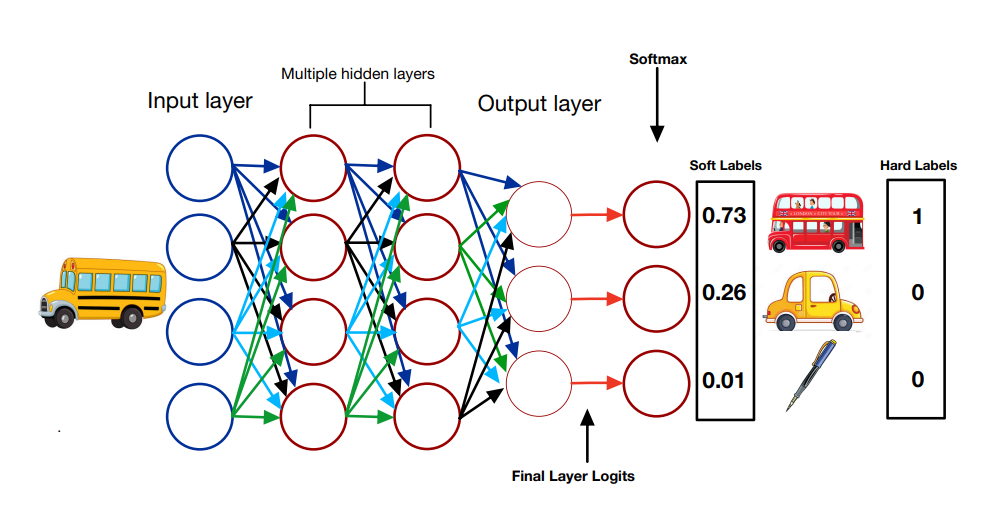 Softmax
Multiple hidden layers
Input layer
Output layer
Soft Labels
Hard Labels
0.73
1
0.26
0
0.01
0
Final Layer Logits